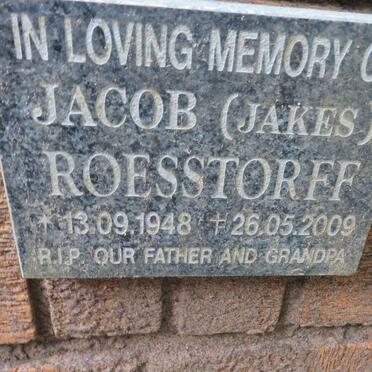 IN LOVING MEMORY O
JACOB (JAKES)
ROESSTORFF
* 13.09.1948 + 26.05.2009
R.I.P. OUR FATHER AND GRANDPA